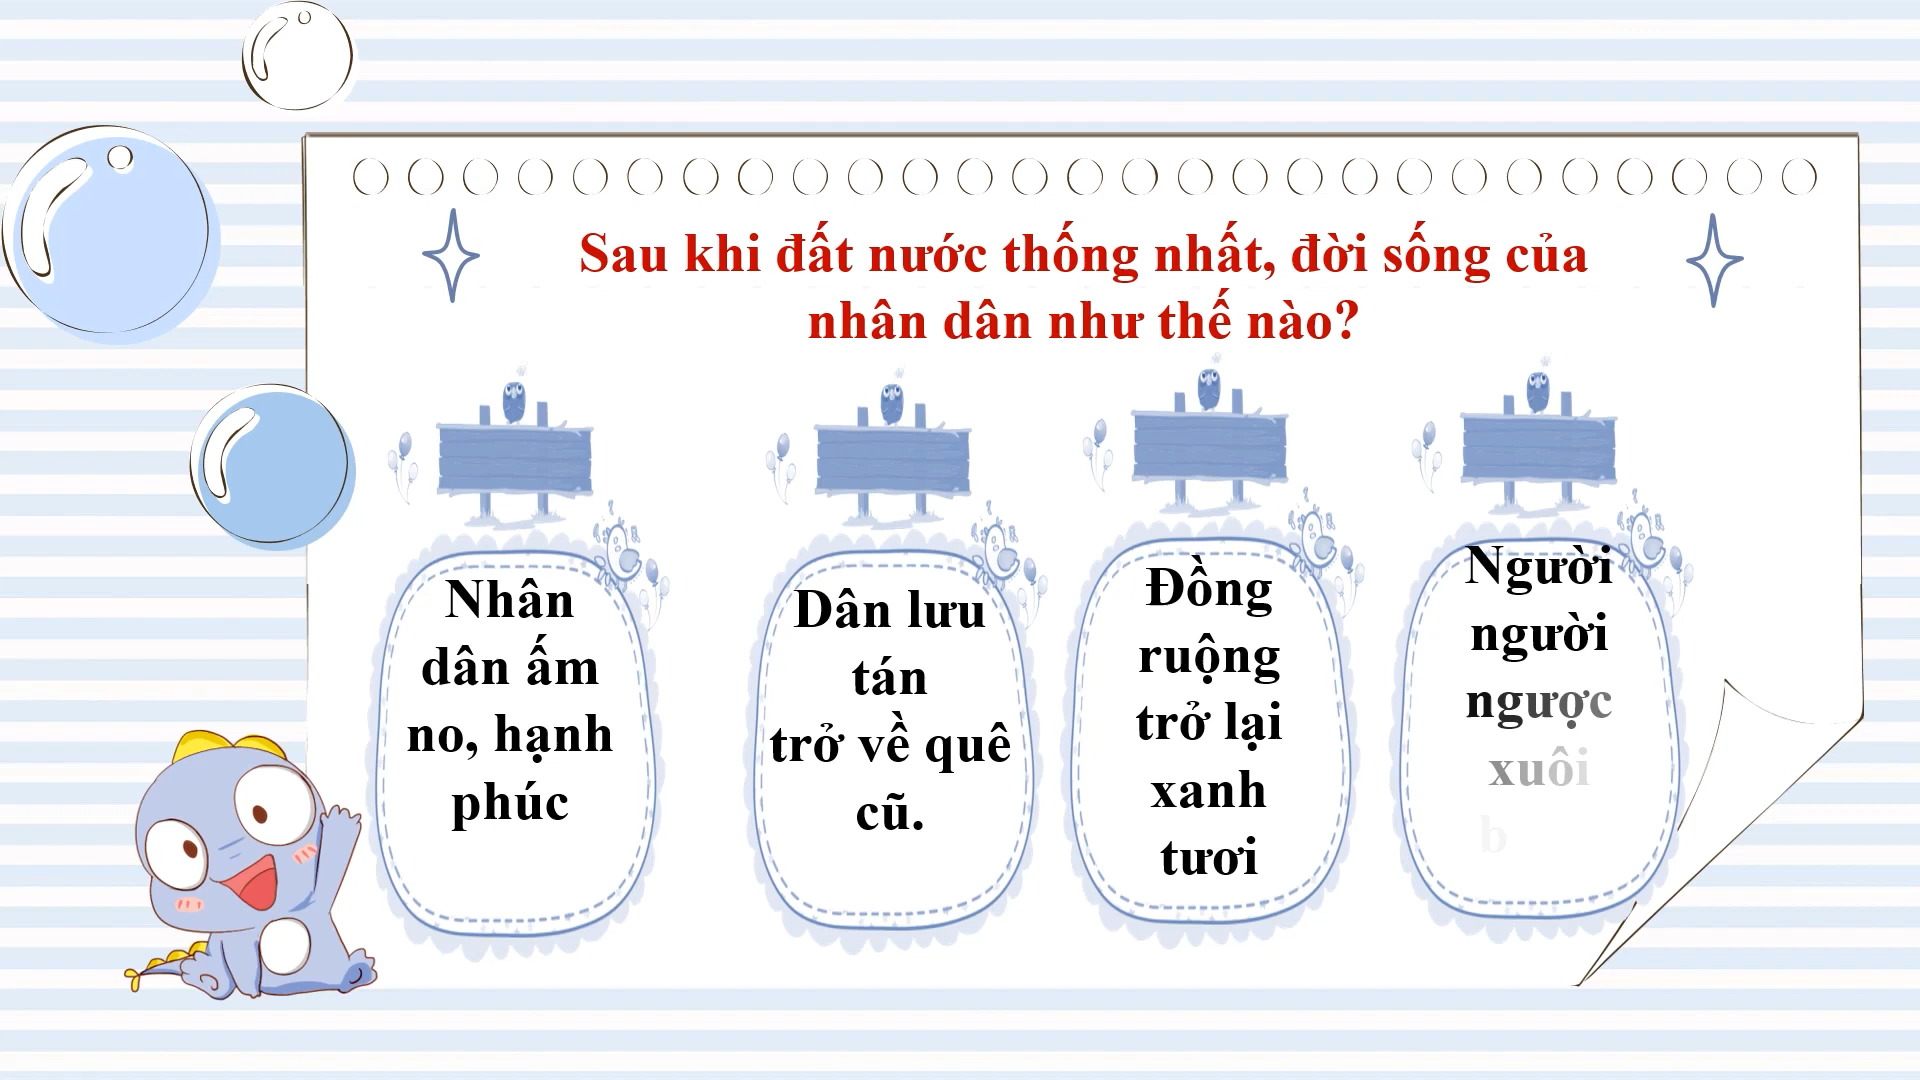 Sau khi đất nước thống nhất, đời sống của
nhân dân như thế nào?
Nhân
dân ấm
no, hạnh
phúc
Dân lưu
tán
trở về quê
cũ.
Đồng
ruộng
trở lại
xanh
tươi
Người
người
ngược
xuôi
b